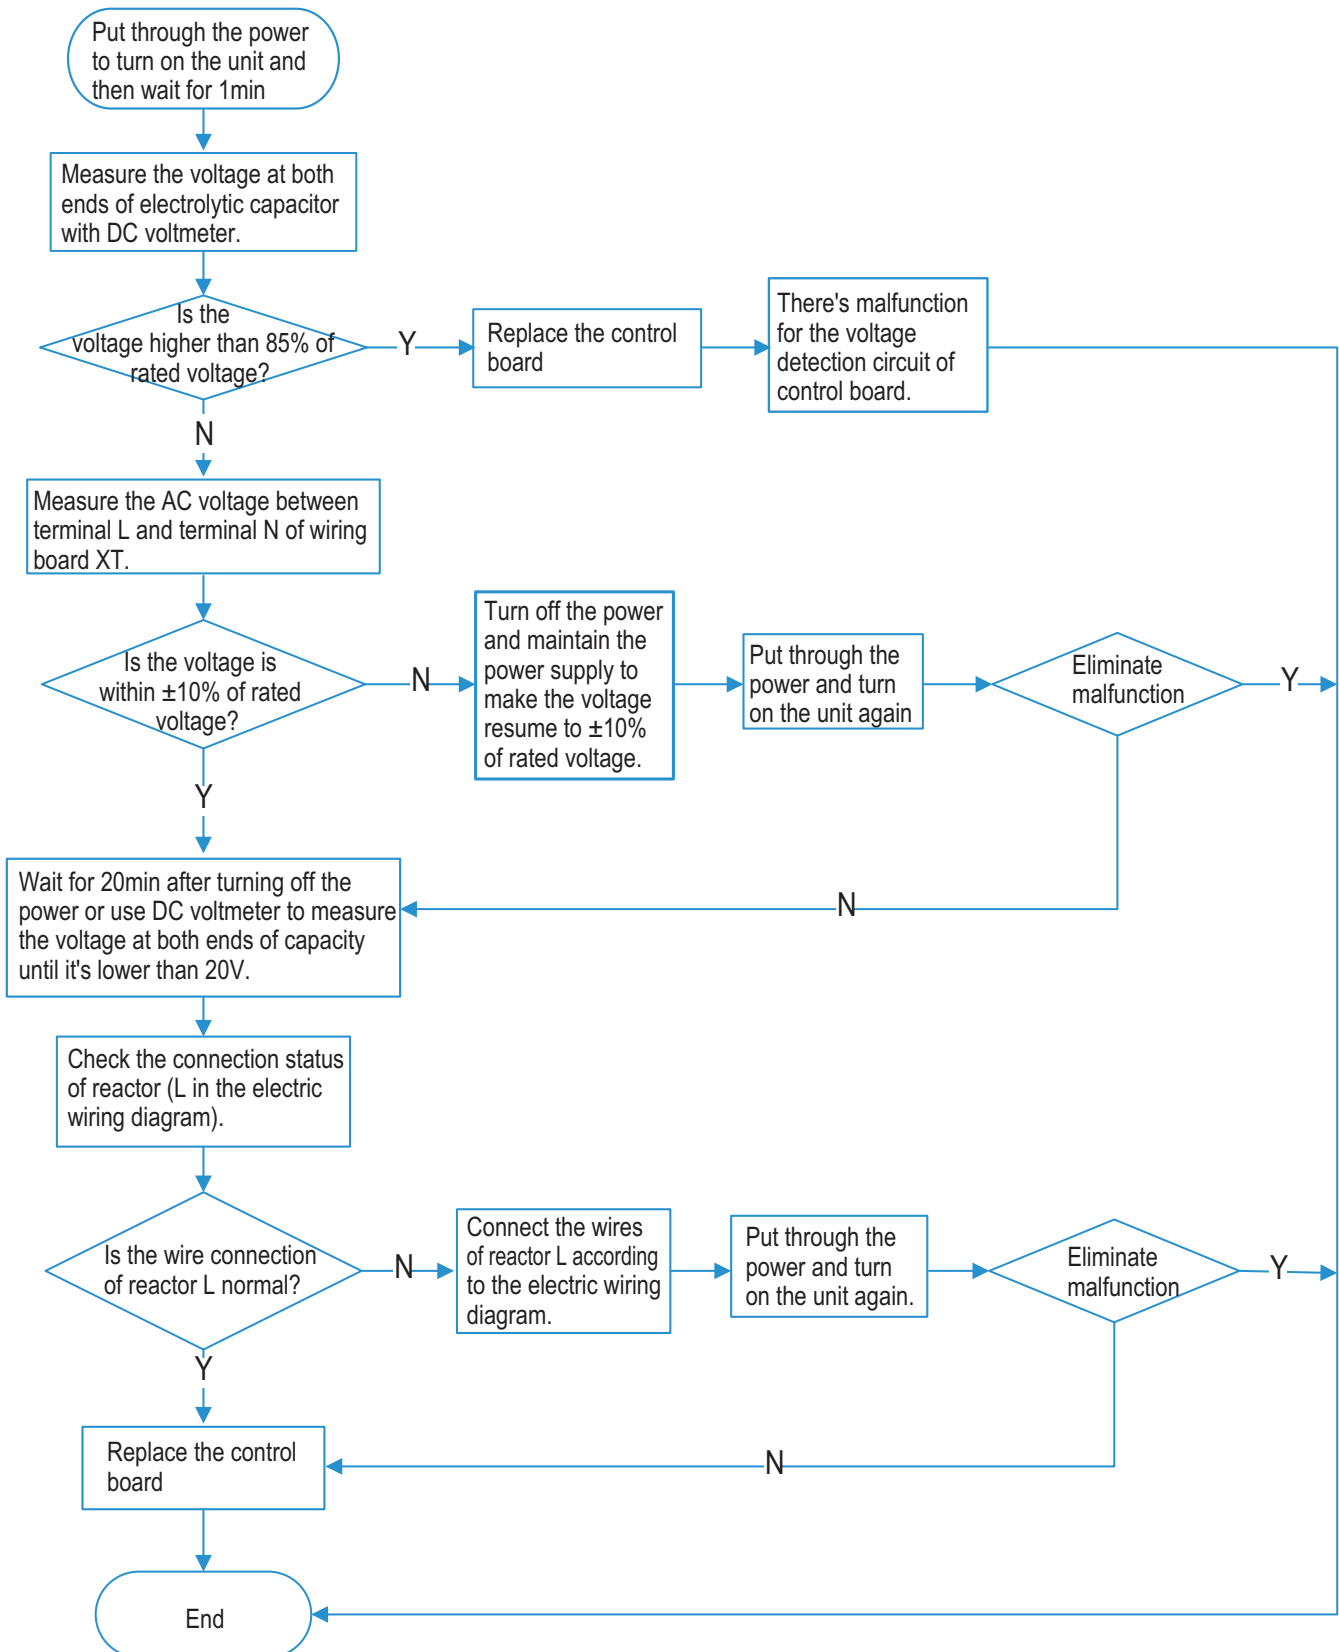 Put through the power
to turn on the unit and
then wait for 1min
Measure the voltage at both
ends of electrolytic capacitor
with DC voltmeter.
Is the
voltage higher than 85% of
rated voltage?
Y
Replace the control
board
There's malfunction
for the voltage
detection circuit of
control board.
N
Measure the AC voltage between
terminal L and terminal N of wiring
board XT.
Is the voltage is
within ±10% of rated
voltage?
N
Turn off the power
and maintain the
power supply to
make the voltage
resume to ±10%
of rated voltage.
Put through the
power and turn
on the unit again
Eliminate
malfunction
Y
Y
N
Wait for 20min after turning off the
power or use DC voltmeter to measure
the voltage at both ends of capacity
until it's lower than 20V.
Check the connection status
of reactor (L in the electric
wiring diagram).
Is the wire connection
of reactor L normal?
N
Connect the wires
of reactor L according
to the electric wiring
diagram.
Put through the
power and turn
on the unit again.
Eliminate
malfunction
Y
Y
N
Replace the control
board
End